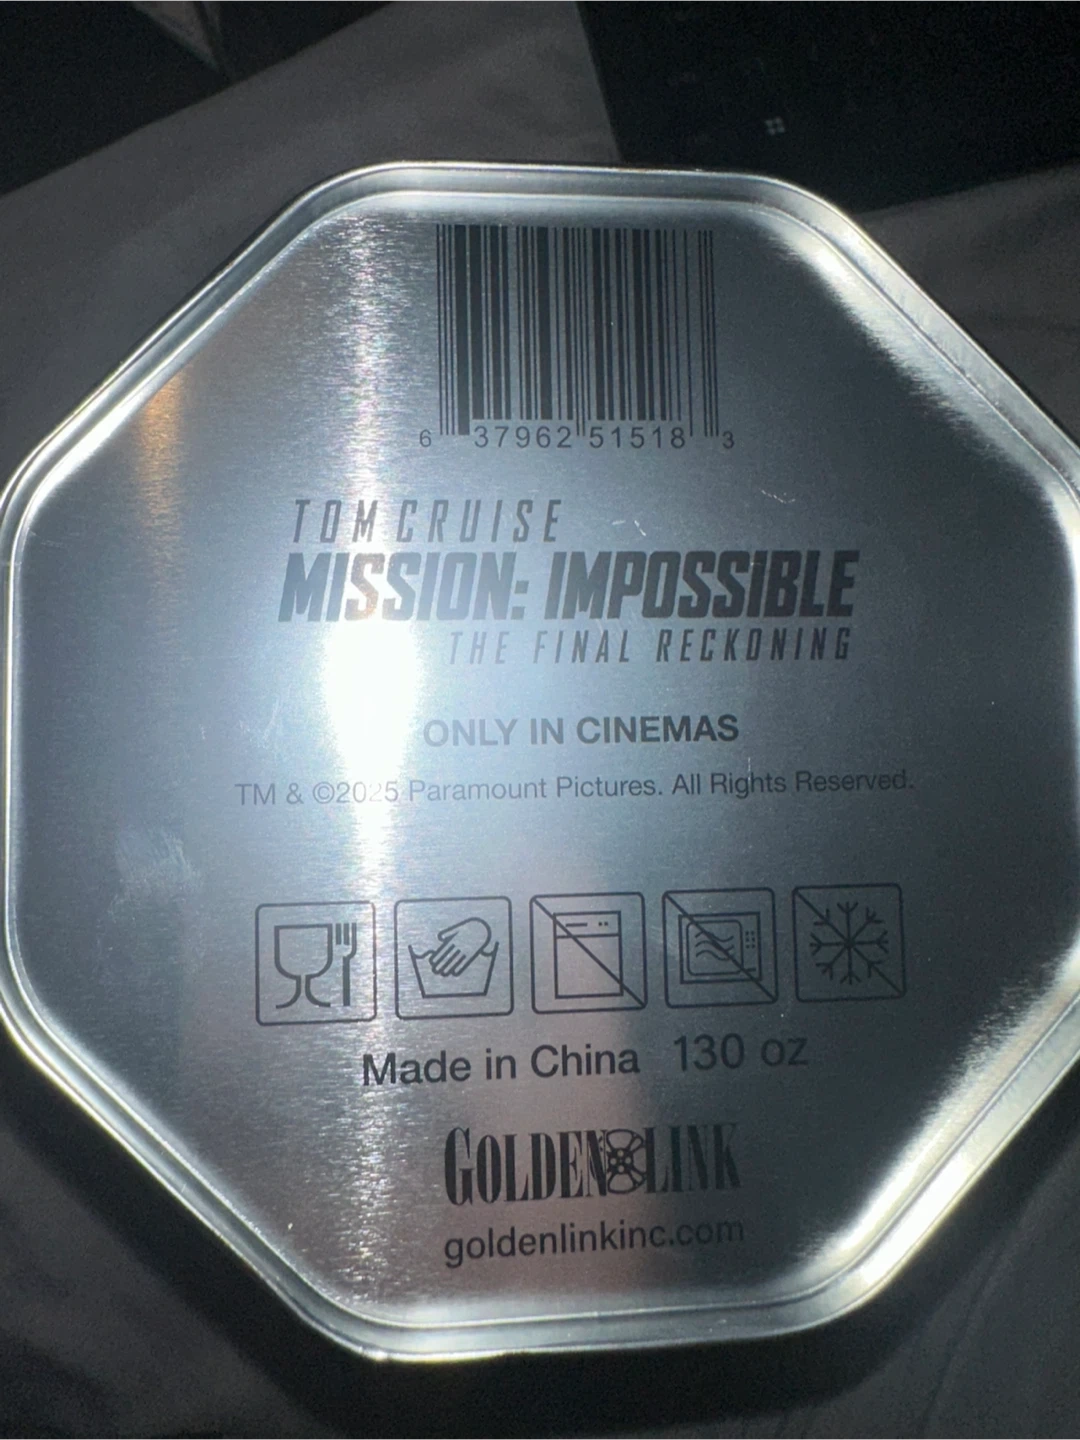 6 37962 51518 3
TOM CRUISE
MISSION: IMPOSSIBLE
THE FINAL RECKONING
ONLY IN CINEMAS
TM & ©2025 Paramount Pictures. All Rights Reserved.
Made in China 130 oz
GOLDEN LINK
goldenlinkinc.com